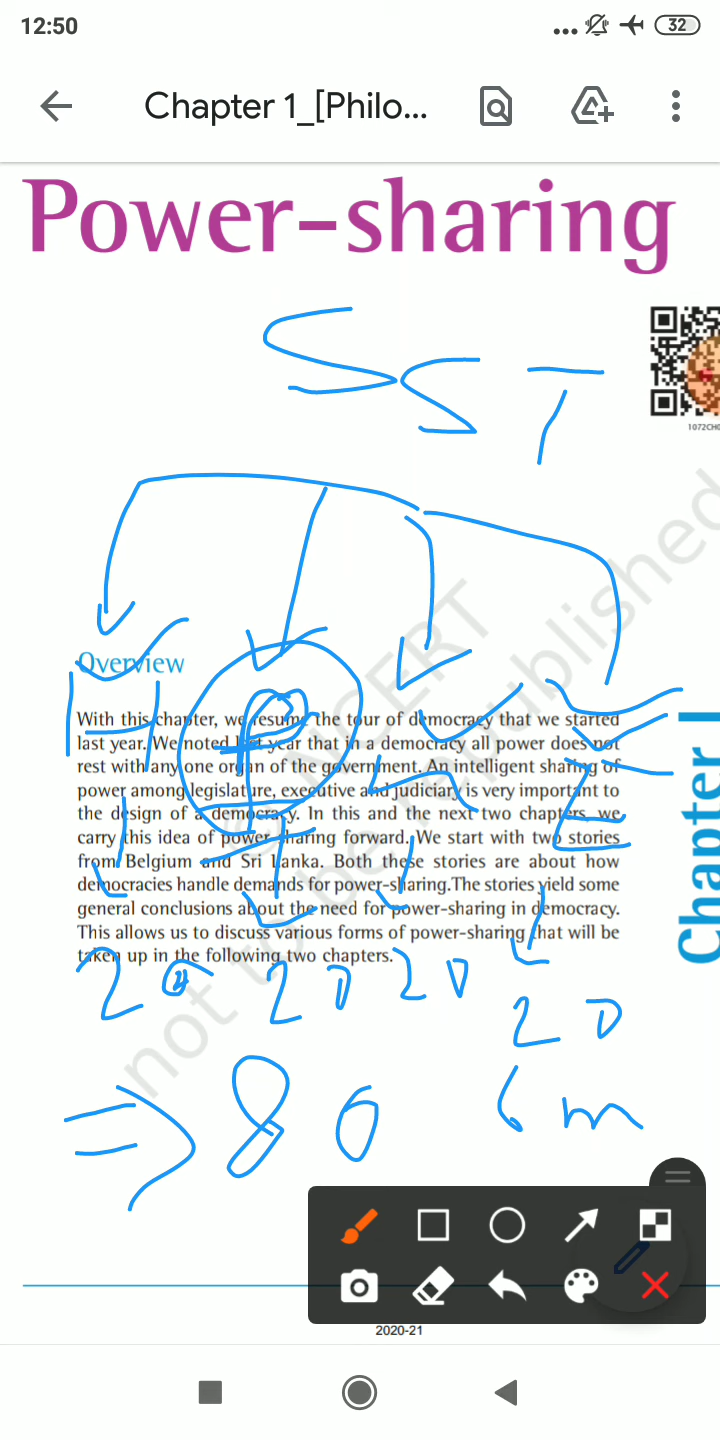 12:50
32
Chapter 1_[Philo...
Power-sharing
SST
1072CH0
Overview
With this chapter, we resume the tour of democracy that we started
last year. We noted last year that in a democracy all power does not
rest with any one organ of the government. An intelligent sharing of
power among legislature, executive and judiciary is very important to
the design of a democracy. In this and the next two chapters, we
carry this idea of power-sharing forward. We start with two stories
from Belgium and Sri Lanka. Both these stories are about how
democracies handle demands for power-sharing.The stories yield some
general conclusions about the need for power-sharing in democracy.
This allows us to discuss various forms of power-sharing that will be
taken up in the following two chapters.
H P E
20 20 20 20
80 6m
Chapter I
© NCERT
not to be republished
2020-21